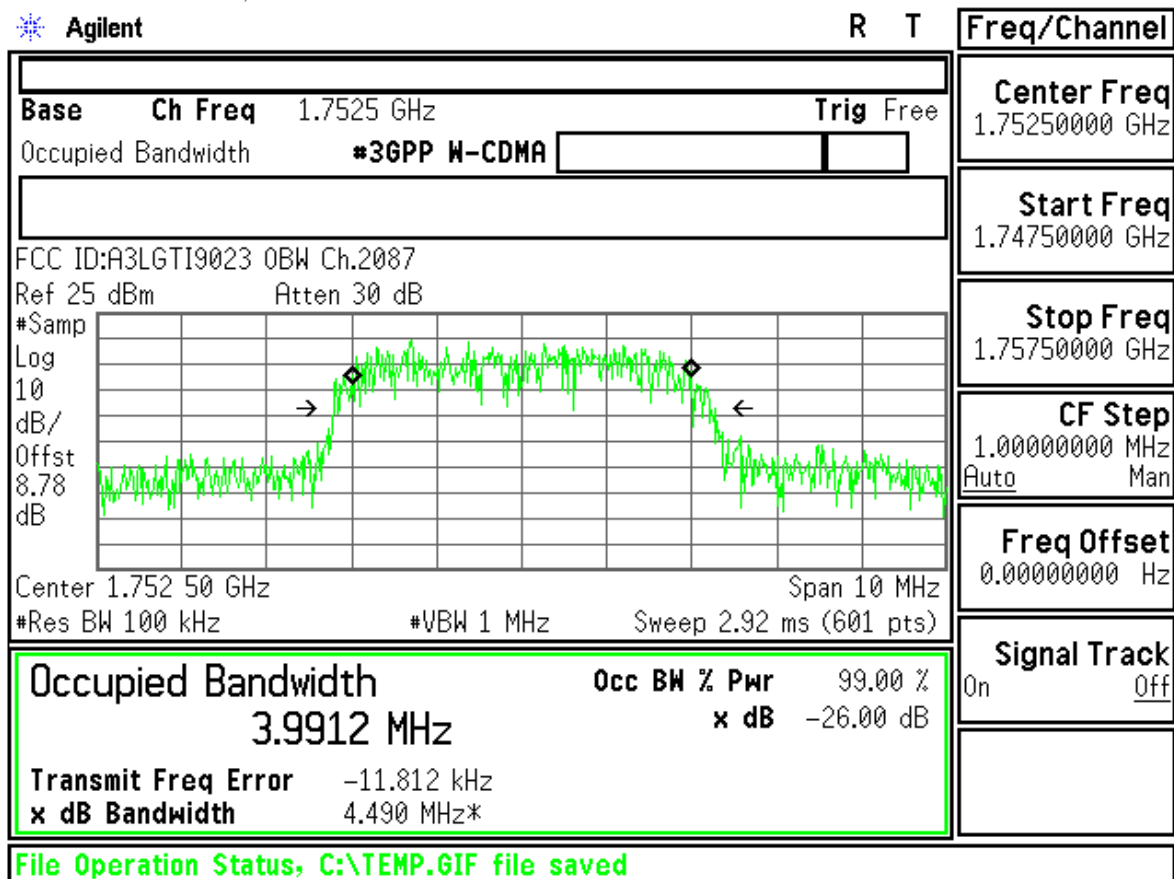 Agilent R T
Base Ch Freq 1.7525 GHz Trig Free
Occupied Bandwidth #3GPP W-CDMA
FCC ID:A3LGTI9023 OBW Ch.2087
Ref 25 dBm Atten 30 dB
#Samp
Log
10
dB/
Offst
8.78
dB
Center 1.752 50 GHz Span 10 MHz
#Res BW 100 kHz #VBW 1 MHz Sweep 2.92 ms (601 pts)
Occupied Bandwidth
3.9912 MHz
Occ BW % Pwr 99.00 %
x dB -26.00 dB
Transmit Freq Error -11.812 kHz
x dB Bandwidth 4.490 MHz*
File Operation Status, C:\TEMP.GIF file saved
Freq/Channel
Center Freq
1.75250000 GHz
Start Freq
1.74750000 GHz
Stop Freq
1.75750000 GHz
CF Step
1.00000000 MHz
Auto Man
Freq Offset
0.00000000 Hz
Signal Track
On Off